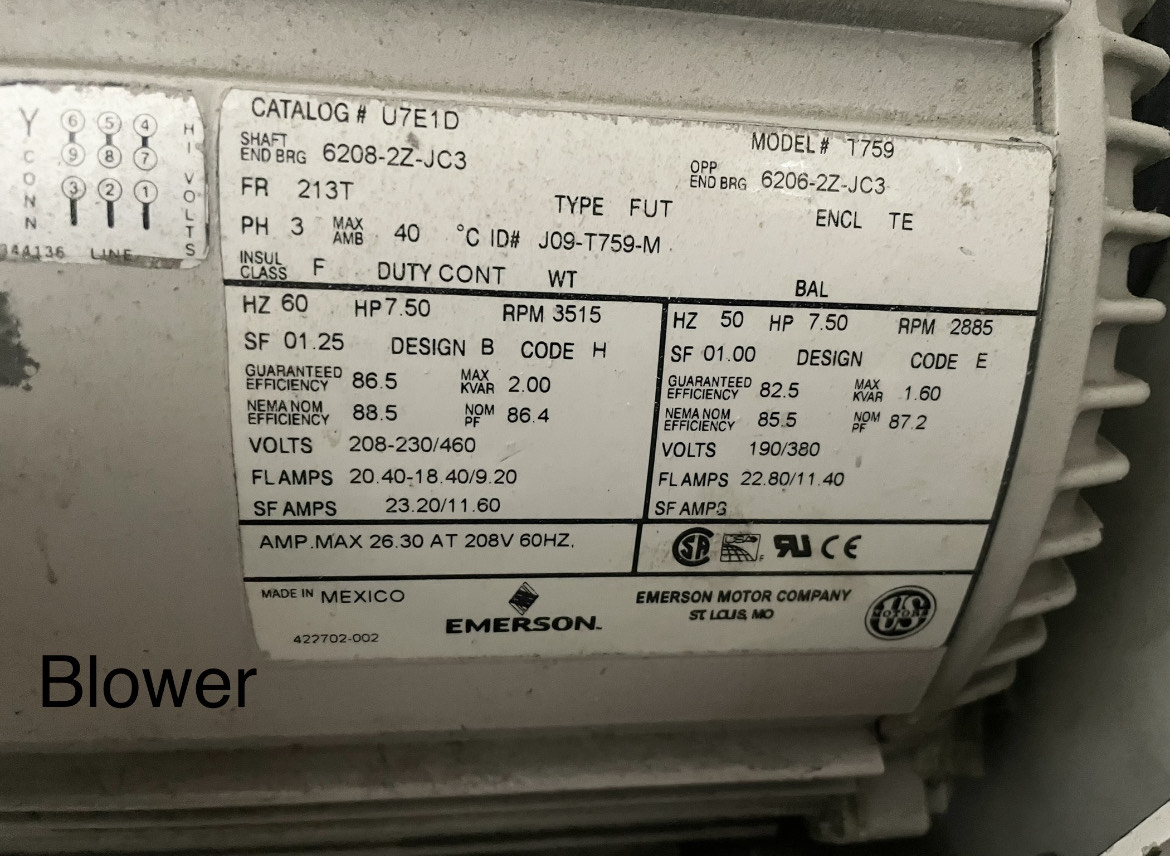 Y CONN
6 5 4
9 8 7
3 2 1
HI VOLTS
344136 LINE
CATALOG # U7E1D
MODEL # T759
SHAFT END BRG 6208-2Z-JC3
OPP END BRG 6206-2Z-JC3
FR 213T
TYPE FUT
ENCL TE
PH 3 MAX AMB 40 °C ID# J09-T759-M
INSUL CLASS F DUTY CONT WT BAL
HZ 60 HP 7.50 RPM 3515
SF 01.25 DESIGN B CODE H
GUARANTEED EFFICIENCY 86.5 MAX KVAR 2.00
NEMA NOM EFFICIENCY 88.5 NOM PF 86.4
VOLTS 208-230/460
FL AMPS 20.40-18.40/9.20
SF AMPS 23.20/11.60
HZ 50 HP 7.50 RPM 2885
SF 01.00 DESIGN CODE E
GUARANTEED EFFICIENCY 82.5 MAX KVAR 1.60
NEMA NOM EFFICIENCY 85.5 NOM PF 87.2
VOLTS 190/380
FL AMPS 22.80/11.40
SF AMPS
AMP.MAX 26.30 AT 208V 60HZ.
SA RU CE
MADE IN MEXICO
EMERSON MOTOR COMPANY
ST. LOUIS, MO
EMERSON.
US MOTORS
422702-002
Blower